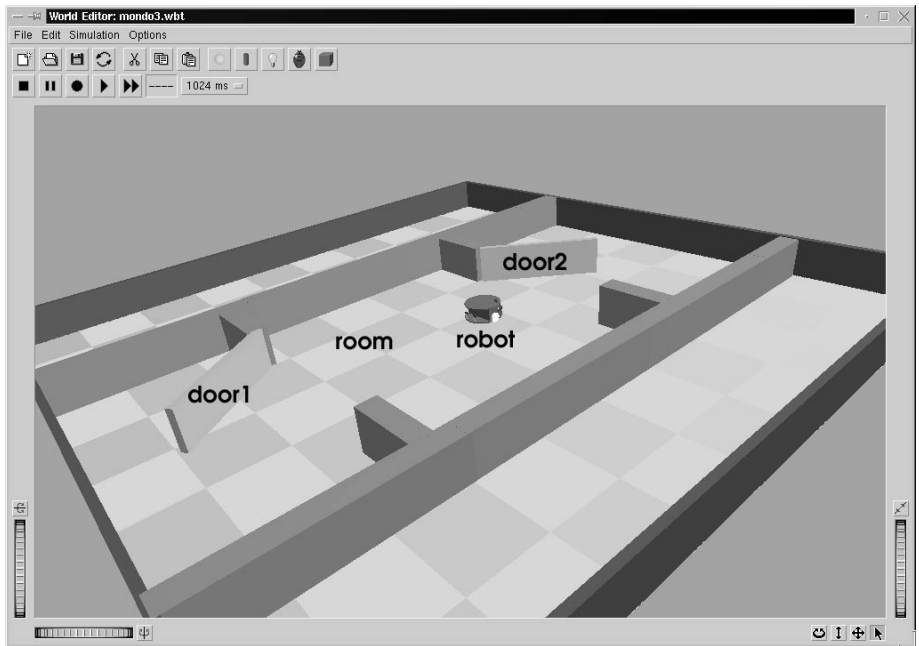 World Editor: mondo3.wbt
File Edit Simulation Options
---- 1024 ms
door2
room
robot
door1